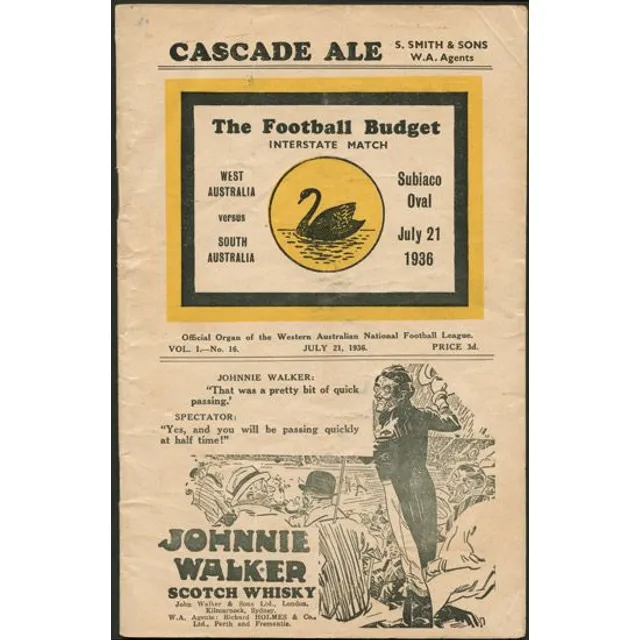 CASCADE ALE
S. SMITH & SONS
W.A. Agents
The Football Budget
INTERSTATE MATCH
WEST
AUSTRALIA
versus
SOUTH
AUSTRALIA
Subiaco
Oval
July 21
1936
Official Organ of the Western Australian National Football League.
VOL. 1.—No. 16. JULY 21, 1936. PRICE 3d.
JOHNNIE WALKER:
"That was a pretty bit of quick
passing.'
SPECTATOR:
"Yes, and you will be passing quickly
at half time!"
JOHNNIE
WALKER
SCOTCH WHISKY
John Walker & Sons Ltd., London,
Kilmarnock, Sydney.
W.A. Agents: Richard HOLMES & Co.,
Ltd., Perth and Fremantle.